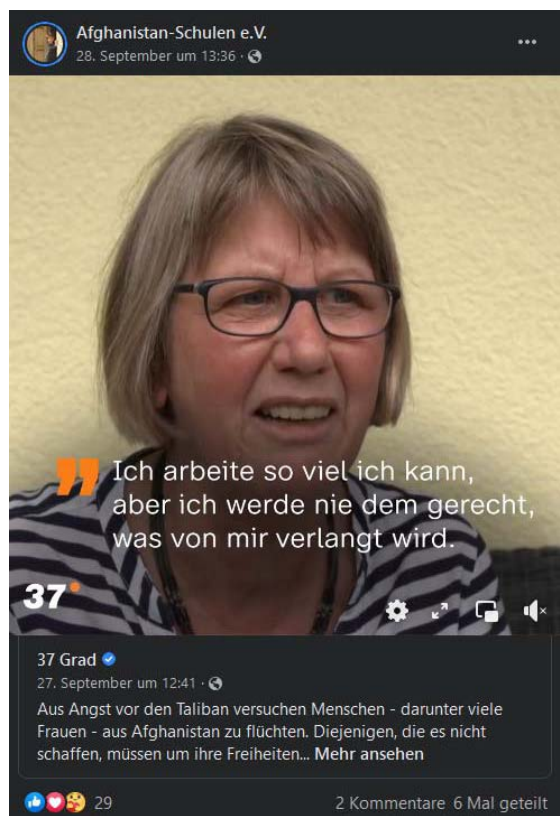 Afghanistan-Schulen e.V.
28. September um 13:36 ·
Ich arbeite so viel ich kann,
aber ich werde nie dem gerecht,
was von mir verlangt wird.
37°
37 Grad
27. September um 12:41 ·
Aus Angst vor den Taliban versuchen Menschen - darunter viele
Frauen - aus Afghanistan zu flüchten. Diejenigen, die es nicht
schaffen, müssen um ihre Freiheiten... Mehr ansehen
29
2 Kommentare 6 Mal geteilt